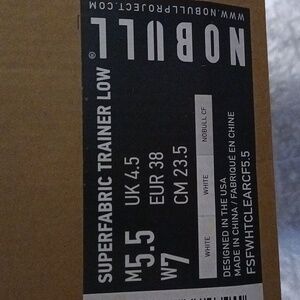 NOBULL®
WWW.NOBULLPROJECT.COM
SUPERFABRIC TRAINER LOW
M5.5 UK 4.5
EUR 38
W7 CM 23.5
WHITE WHITE NOBULL CF
DESIGNED IN THE USA
MADE IN CHINA / FABRIQUÉ EN CHINE
FSFWHTCLEARCF5.5